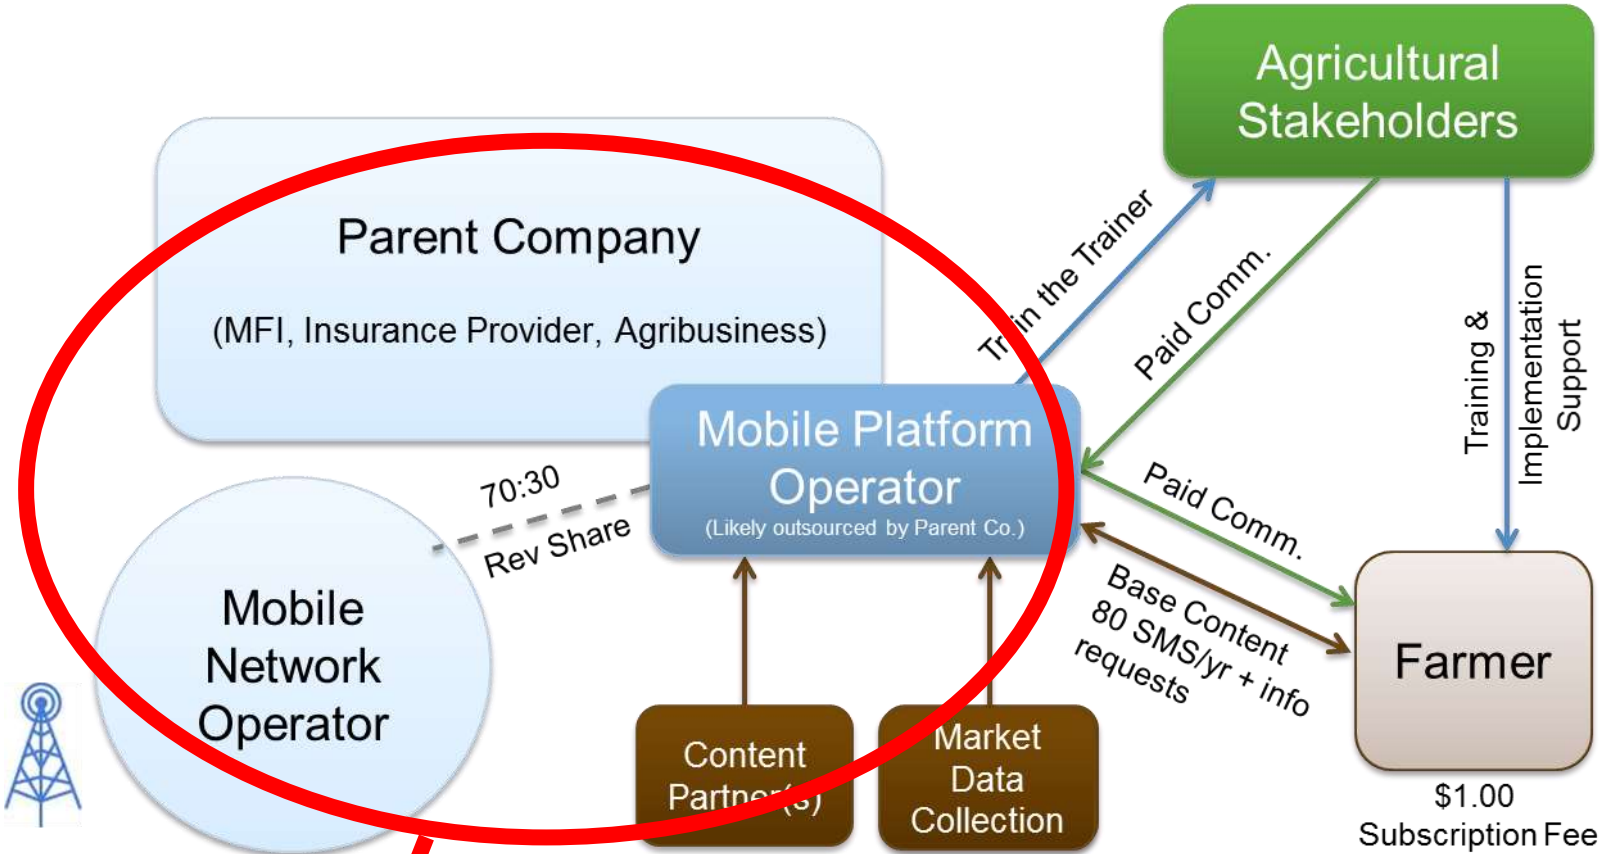 Agricultural
Stakeholders
Parent Company
(MFI, Insurance Provider, Agribusiness)
Train the Trainer
Paid Comm.
Training &
Implementation
Support
Mobile Platform
Operator
(Likely outsourced by Parent Co.)
70:30
Rev Share
Paid Comm.
Base Content
80 SMS/yr + info
requests
Mobile
Network
Operator
Farmer
Content
Partner(s)
Market
Data
Collection
$1.00
Subscription Fee